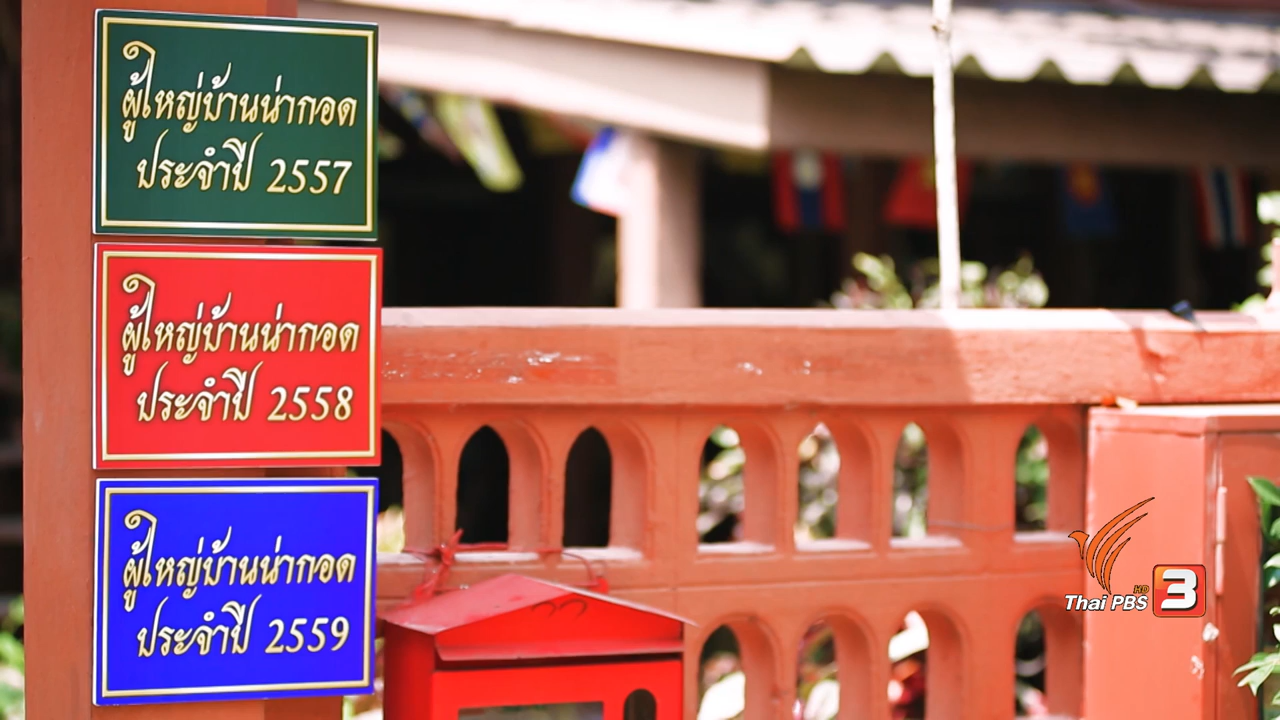 ผู้ใหญ่บ้านน่ากอด
ประจำปี 2557
ผู้ใหญ่บ้านน่ากอด
ประจำปี 2558
ผู้ใหญ่บ้านน่ากอด
ประจำปี 2559
HD
Thai PBS 3